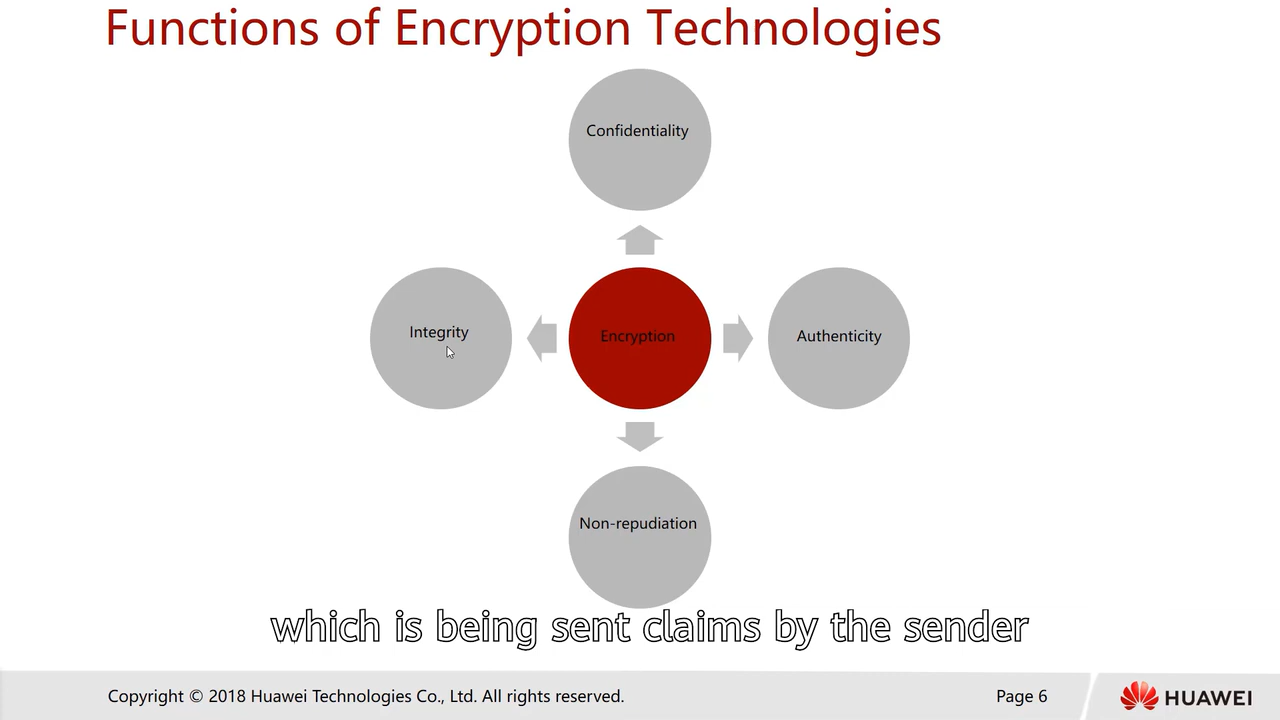 Functions of Encryption Technologies
Confidentiality
Integrity
Encryption
Authenticity
Non-repudiation
which is being sent claims by the sender
Copyright © 2018 Huawei Technologies Co., Ltd. All rights reserved.
Page 6
HUAWEI